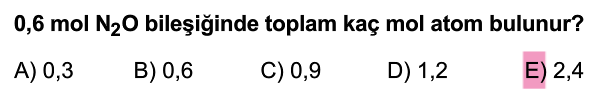 0,6 mol N₂O bileşiğinde toplam kaç mol atom bulunur?
A) 0,3 B) 0,6 C) 0,9 D) 1,2 E) 2,4